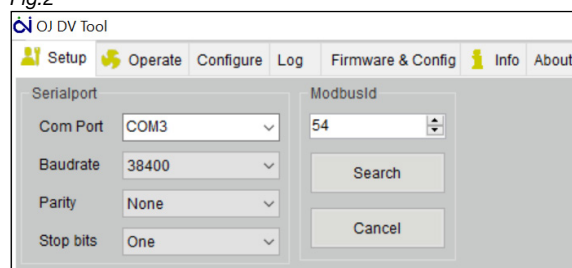 Fig.2
OJ DV Tool
Setup Operate Configure Log Firmware & Config Info About
Serialport
Com Port COM3
Baudrate 38400
Parity None
Stop bits One
ModbusId
54
Search
Cancel